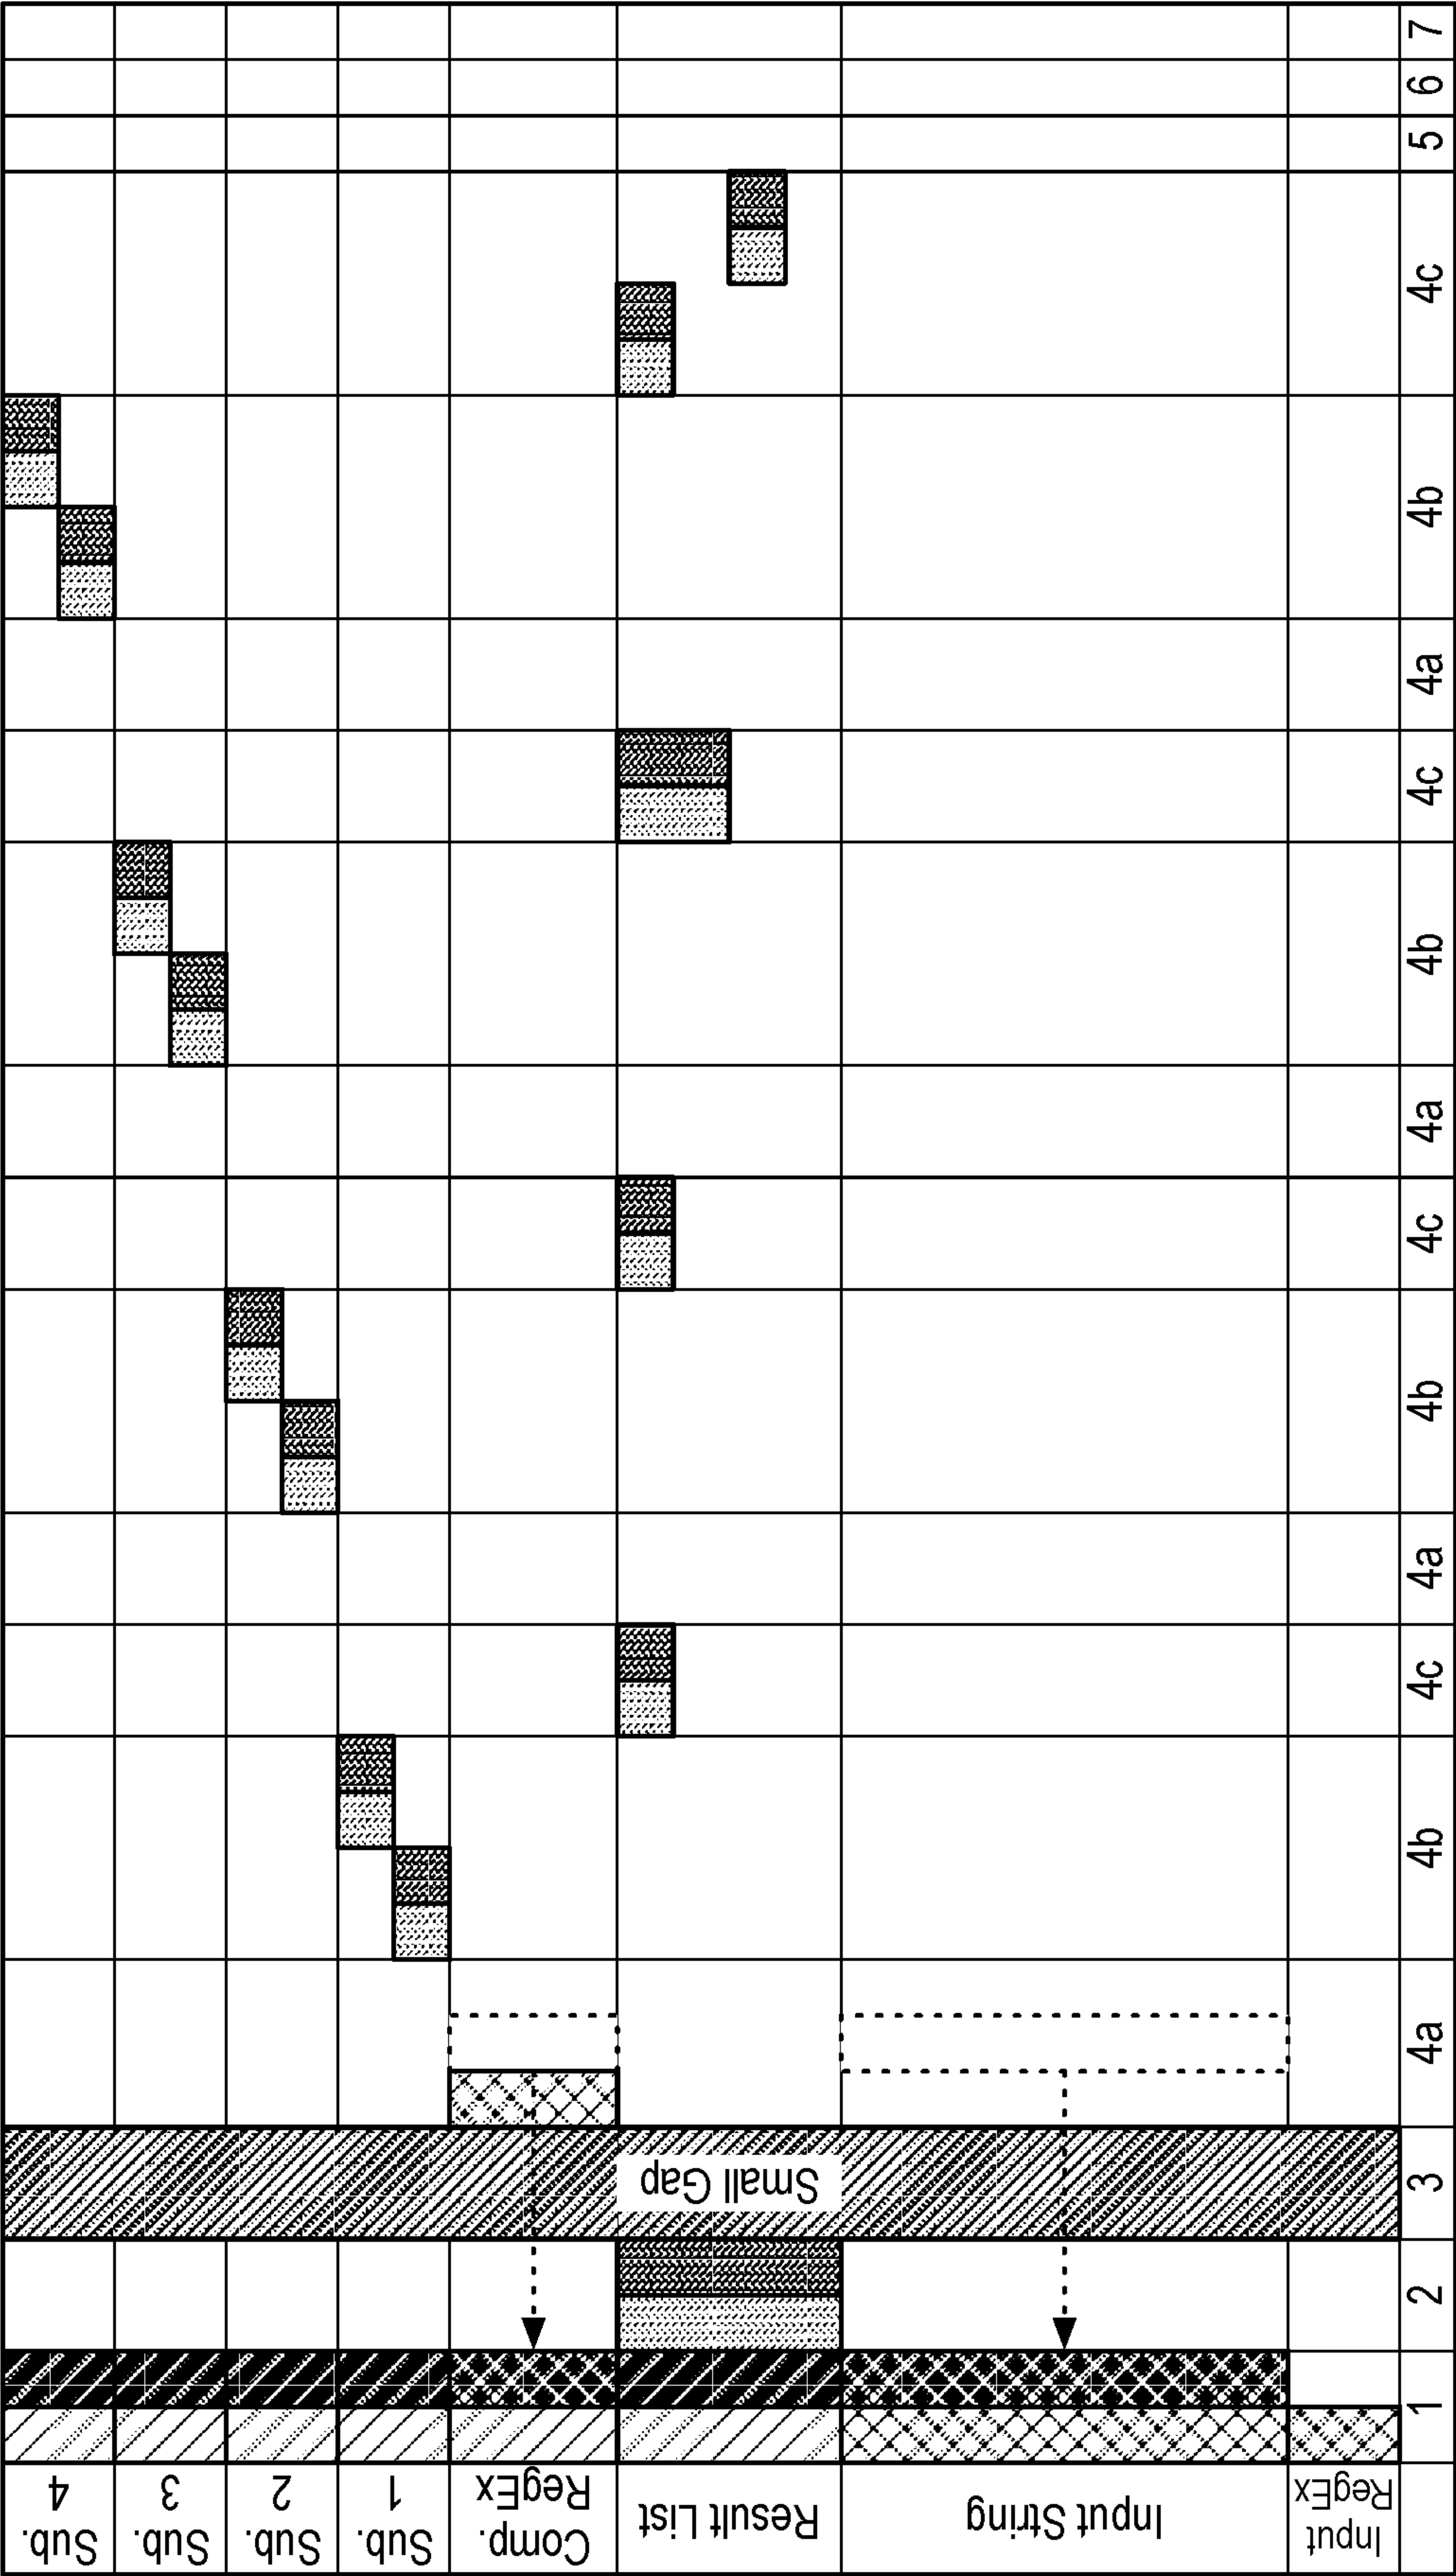 Input
RegEx
Input String
Result List
Comp.
RegEx
Sub.
1
Sub.
2
Sub.
3
Sub.
4
Small Gap
1
2
3
4a
4b
4c
4a
4b
4c
4a
4b
4c
4a
4b
4c
5
6
7